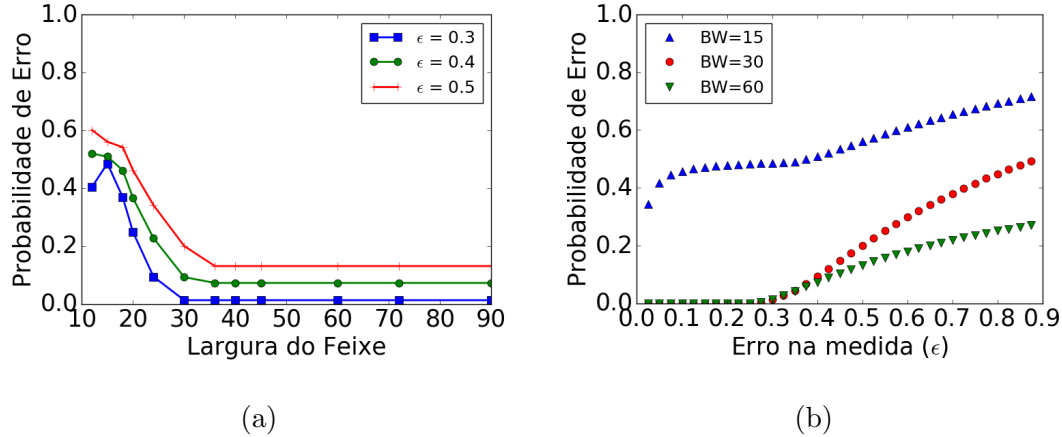 Probabilidade de Erro
1.0
0.8
0.6
0.4
0.2
0.0
ϵ = 0.3
ϵ = 0.4
ϵ = 0.5
10 20 30 40 50 60 70 80 90
Largura do Feixe
(a)
Probabilidade de Erro
1.0
0.8
0.6
0.4
0.2
0.0
BW=15
BW=30
BW=60
0.0 0.1 0.2 0.3 0.4 0.5 0.6 0.7 0.8 0.9
Erro na medida (ϵ)
(b)